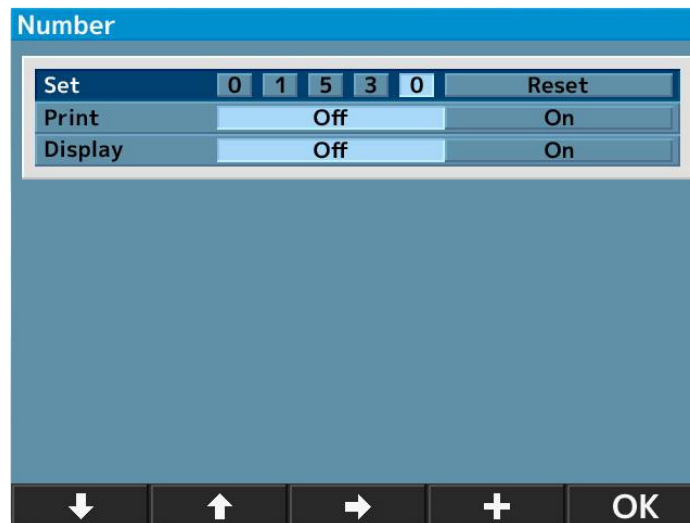 Number
Set 0 1 5 3 0 Reset
Print Off On
Display Off On
OK